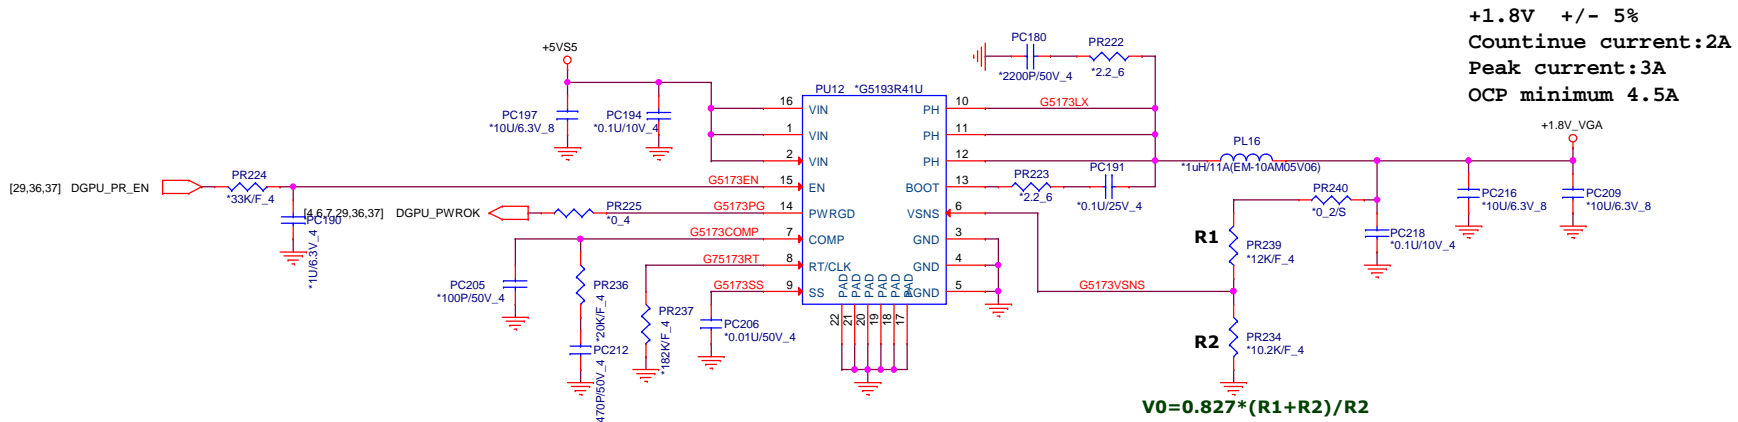 +1.8V +/- 5%
Countinue current:2A
Peak current:3A
OCP minimum 4.5A
+5VS5
PC180
*2200P/50V_4
PR222
*2.2_6
PU12 *G5193R41U
PC197
*10U/6.3V_8
PC194
*0.1U/10V_4
16 VIN
1 VIN
2 VIN
15 EN
14 PWRGD
7 COMP
8 RT/CLK
9 SS
PH 10
PH 11
PH 12
BOOT 13
VSNS 6
GND 3
GND 4
AGND 5
PAD PAD PAD PAD PAD PAD
22 21 20 19 18 17
G5173LX
+1.8V_VGA
PL16
*1uH/11A(EM-10AM05V06)
PR223
*2.2_6
PC191
*0.1U/25V_4
[29,36,37] DGPU_PR_EN
PR224
*33K/F_4
G5173EN
PC190
*1U/6.3V_4
[4,6,7,29,36,37] DGPU_PWROK
PR225
*0_4
G5173PG
G5173COMP
G75173RT
G5173SS
PC205
*100P/50V_4
PR236
*20K/F_4
PC212
470P/50V_4
PR237
*182K/F_4
PC206
*0.01U/50V_4
PR240
*0_2/S
PC216
*10U/6.3V_8
PC209
*10U/6.3V_8
PC218
*0.1U/10V_4
R1
PR239
*12K/F_4
G5173VSNS
R2
PR234
*10.2K/F_4
V0=0.827*(R1+R2)/R2